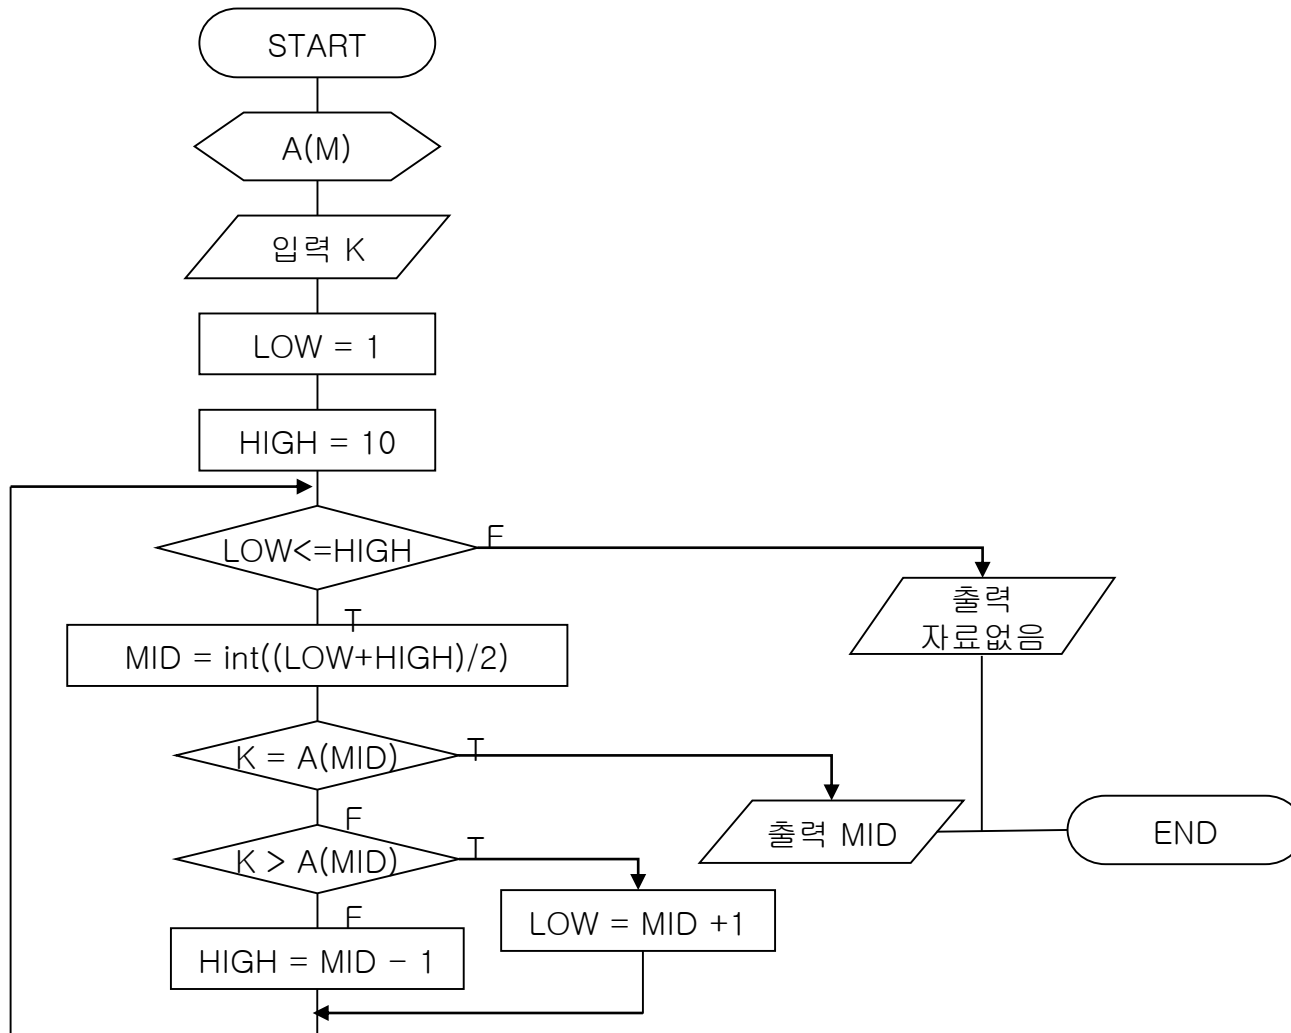 START
A(M)
입력 K
LOW = 1
HIGH = 10
LOW<=HIGH
F
출력
자료없음
T
MID = int((LOW+HIGH)/2)
K = A(MID)
T
출력 MID
END
F
K > A(MID)
T
LOW = MID +1
F
HIGH = MID - 1